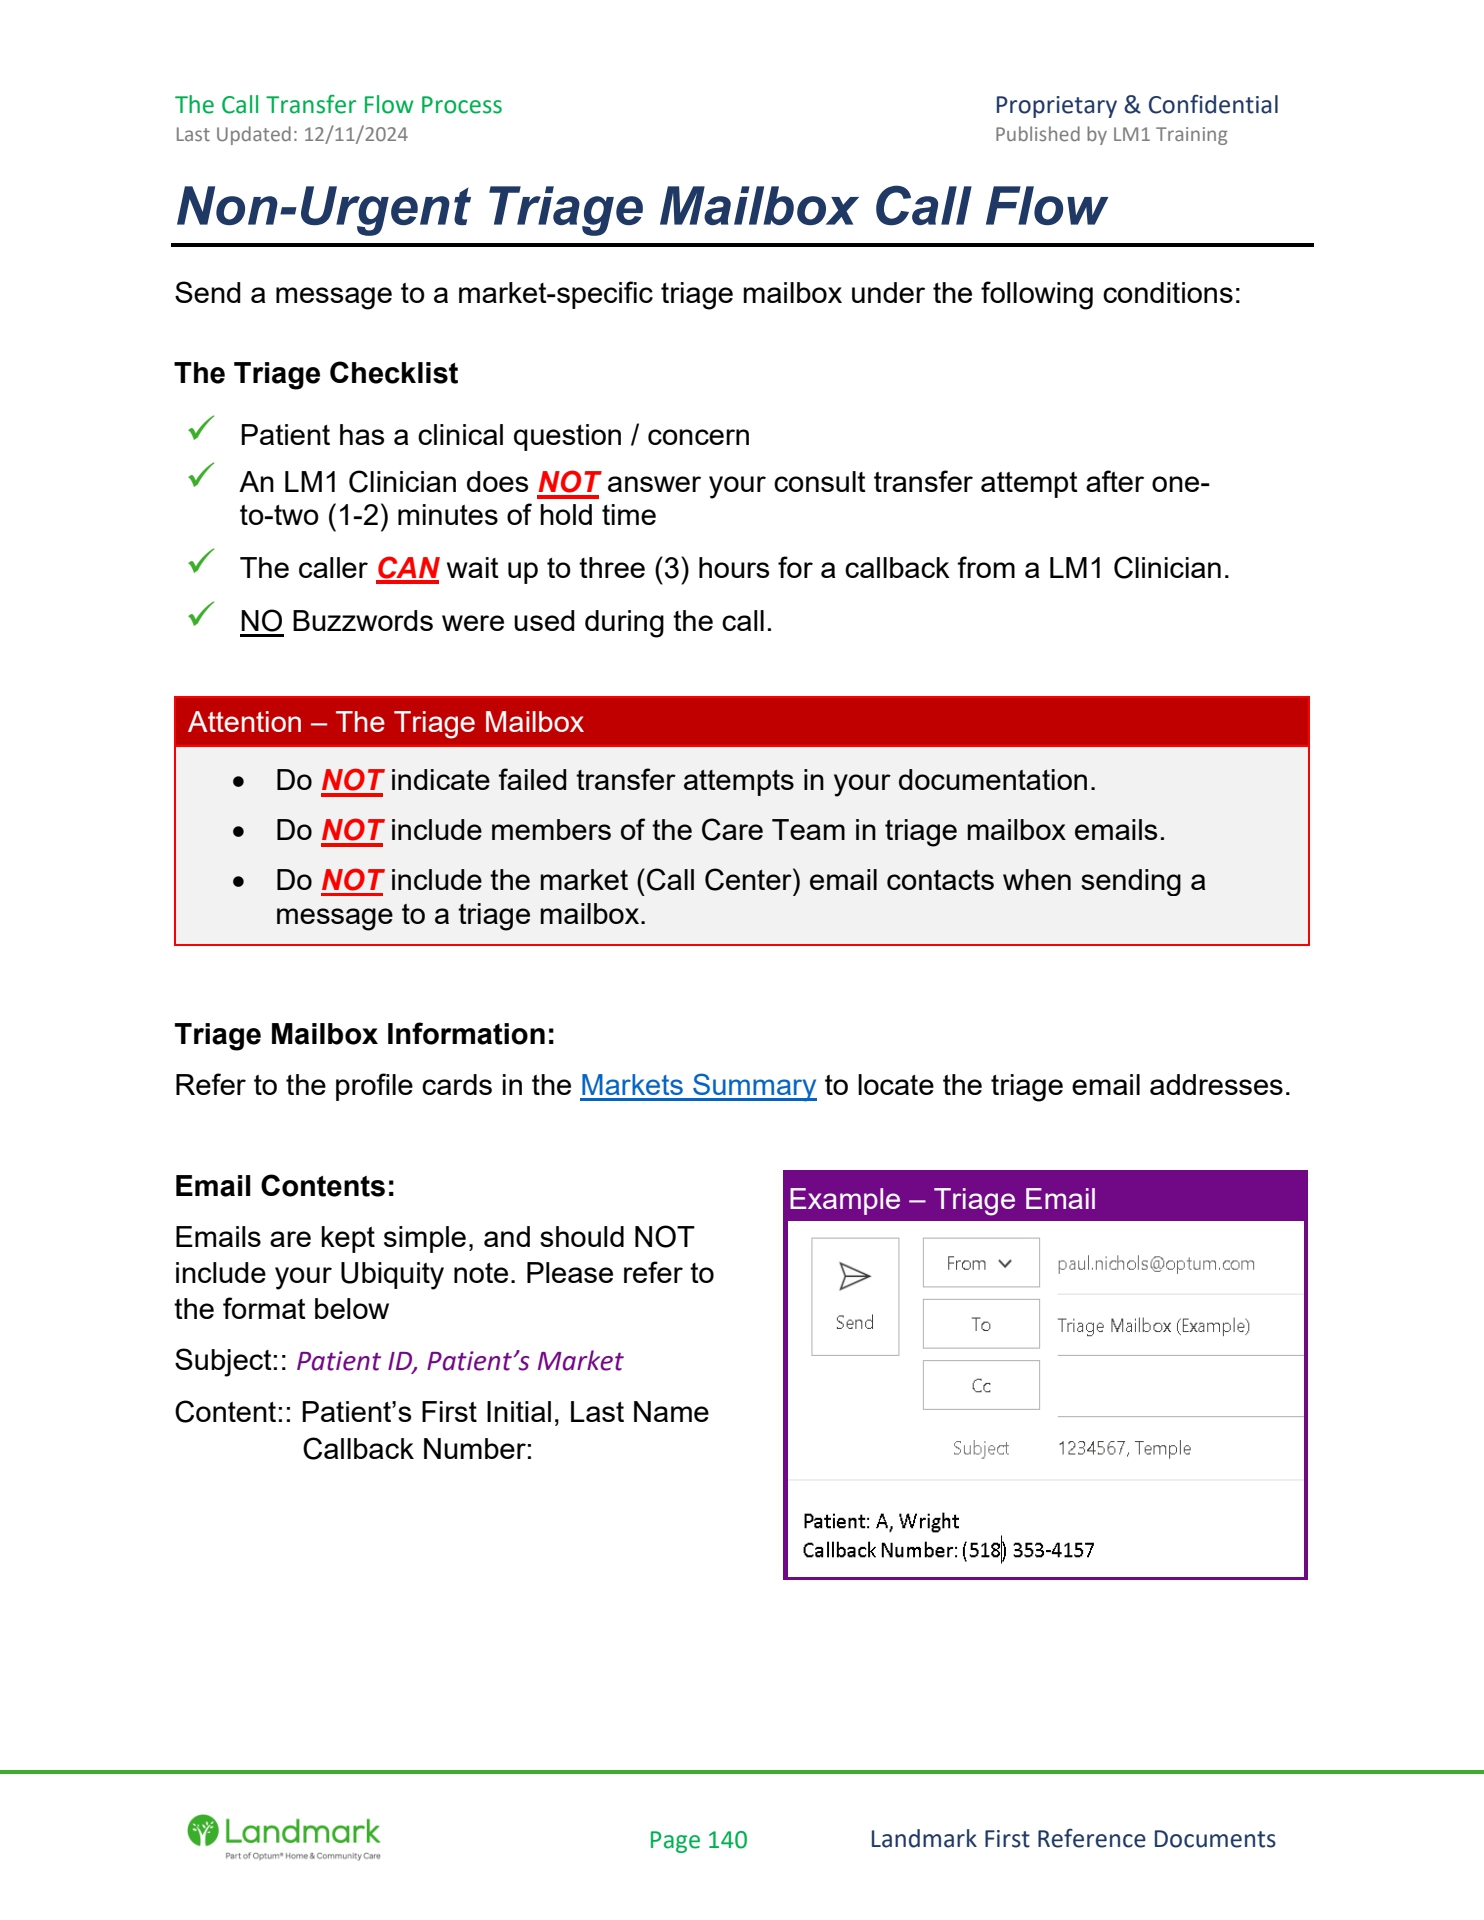 The Call Transfer Flow Process
Proprietary & Confidential
Last Updated: 12/11/2024
Published by LM1 Training
Non-Urgent Triage Mailbox Call Flow
Send a message to a market-specific triage mailbox under the following conditions:
The Triage Checklist
✓ Patient has a clinical question / concern
✓ An LM1 Clinician does NOT answer your consult transfer attempt after one-
to-two (1-2) minutes of hold time
✓ The caller CAN wait up to three (3) hours for a callback from a LM1 Clinician.
✓ NO Buzzwords were used during the call.
Attention – The Triage Mailbox
• Do NOT indicate failed transfer attempts in your documentation.
• Do NOT include members of the Care Team in triage mailbox emails.
• Do NOT include the market (Call Center) email contacts when sending a
message to a triage mailbox.
Triage Mailbox Information:
Refer to the profile cards in the Markets Summary to locate the triage email addresses.
Email Contents:
Emails are kept simple, and should NOT
include your Ubiquity note. Please refer to
the format below
Subject:: Patient ID, Patient’s Market
Content:: Patient’s First Initial, Last Name
Callback Number:
Example – Triage Email
Send
From
paul.nichols@optum.com
To
Triage Mailbox (Example)
Cc
Subject
1234567, Temple
Patient: A, Wright
Callback Number: (518) 353-4157
Landmark
Part of Optum® Home & Community Care
Page 140
Landmark First Reference Documents